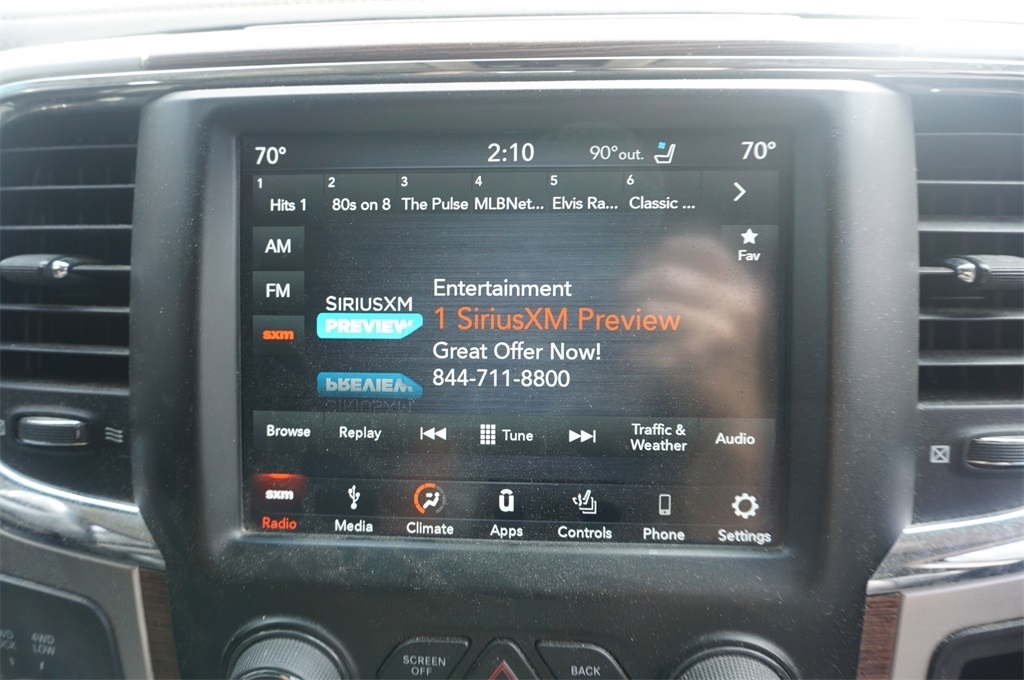 70° 2:10 90° out. 70°
1 2 3 4 5 6
Hits 1 80s on 8 The Pulse MLBNet... Elvis Ra... Classic ...
AM
Fav
FM
sxm
SIRIUSXM
PREVIEW
Entertainment
1 SiriusXM Preview
Great Offer Now!
844-711-8800
Browse Replay Tune Traffic & Weather Audio
sxm
Radio Media Climate Apps Controls Phone Settings
4WD
LOW
SCREEN
OFF
BACK